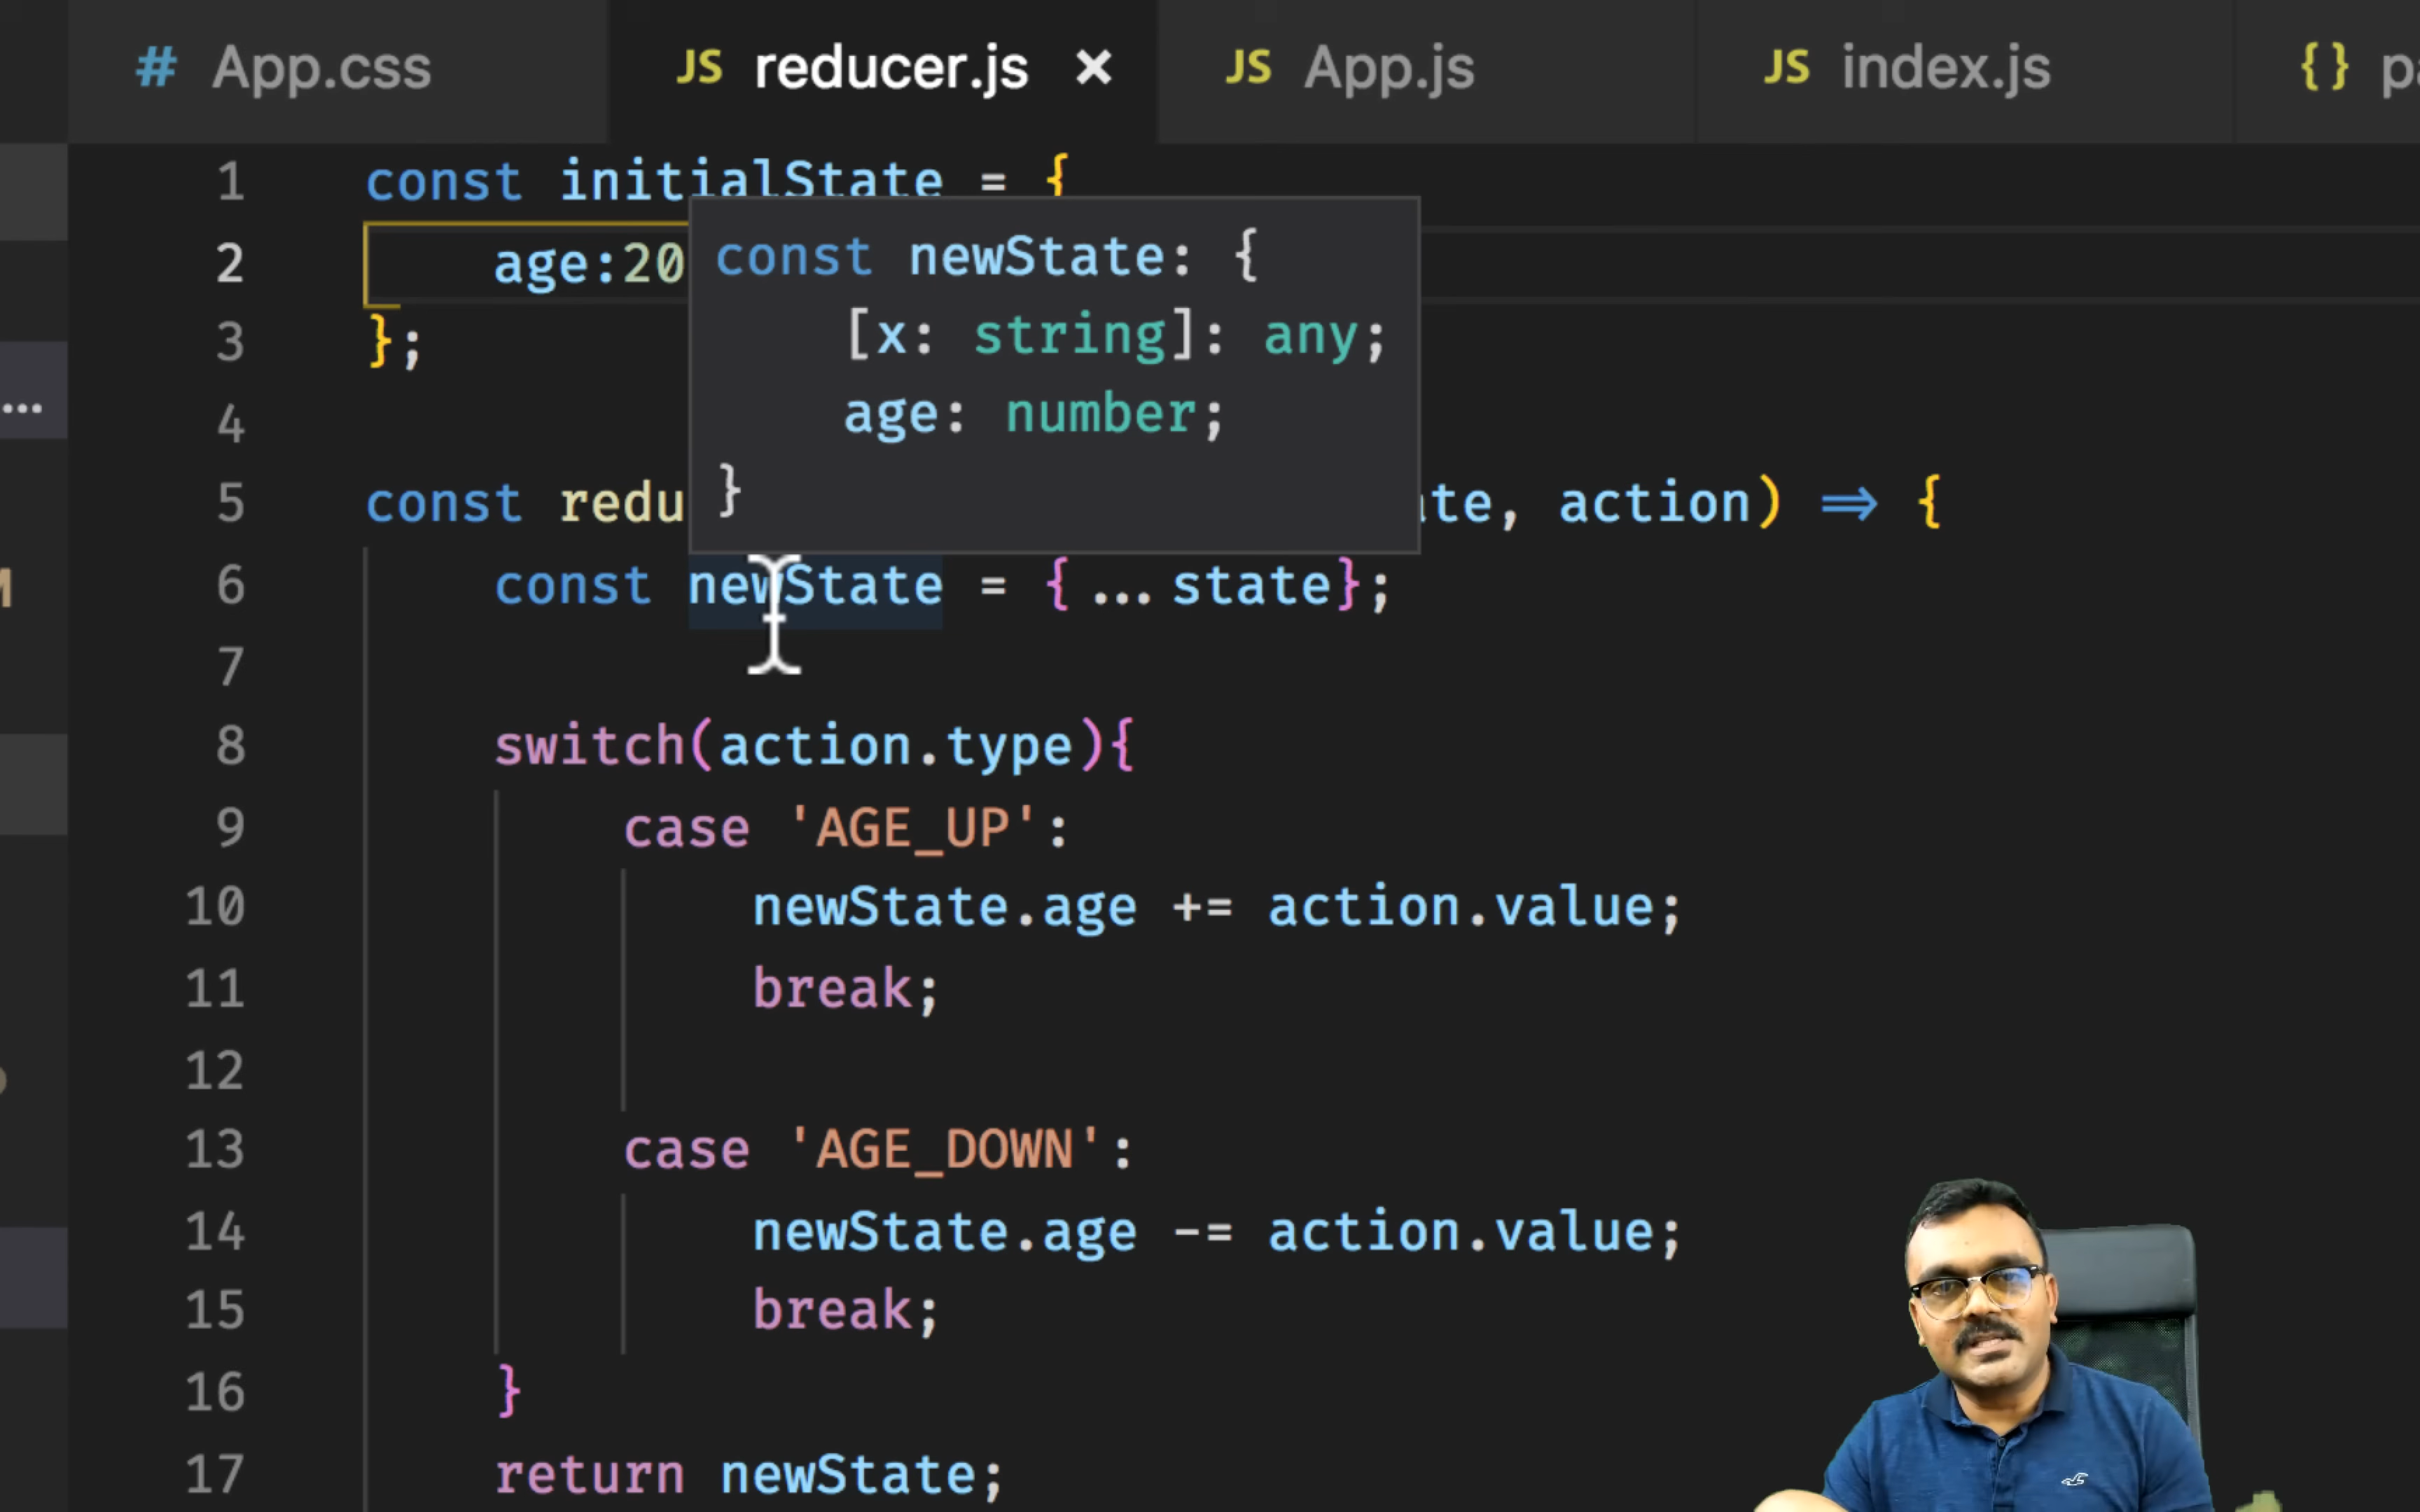 # App.css JS reducer.js × JS App.js JS index.js {} pa
1 const initialState = {
2 age:20
3 };
4
const newState: {
[x: string]: any;
age: number;
}
5 const redu te, action) ⇒ {
6 const newState = {...state};
7
8 switch(action.type){
9 case 'AGE_UP':
10 newState.age += action.value;
11 break;
12
13 case 'AGE_DOWN':
14 newState.age -= action.value;
15 break;
16 }
17 return newState;